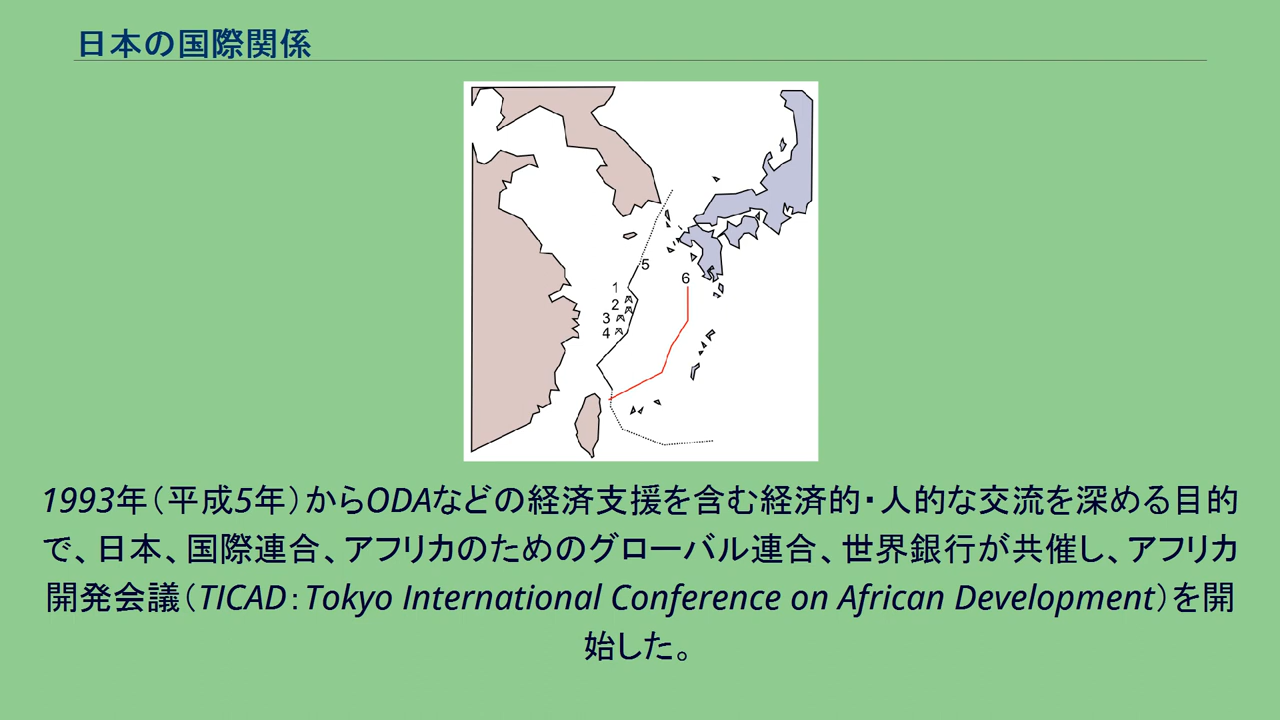 日本の国際関係
5
6
1
2
3
4
1993年（平成5年）からODAなどの経済支援を含む経済的・人的な交流を深める目的
で、日本、国際連合、アフリカのためのグローバル連合、世界銀行が共催し、アフリカ
開発会議（TICAD：Tokyo International Conference on African Development）を開
始した。